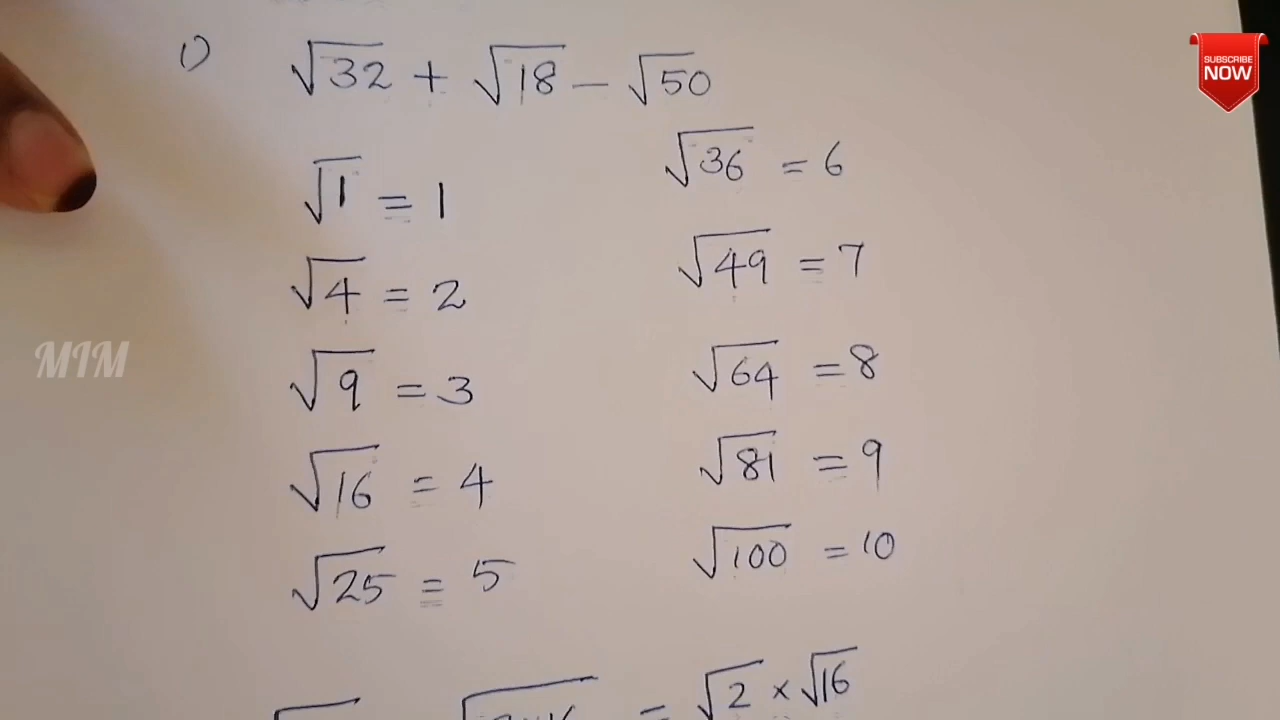 1) √32 + √18 - √50
SUBSCRIBE
NOW
√1 = 1
√4 = 2
√9 = 3
√16 = 4
√25 = 5
√36 = 6
√49 = 7
√64 = 8
√81 = 9
√100 = 10
MIM
= √2 × √16